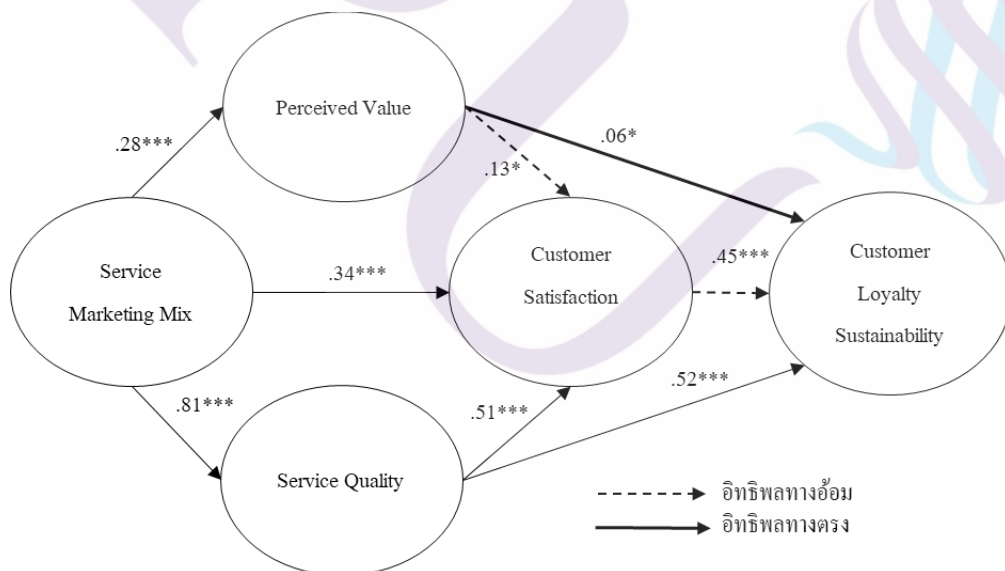 Perceived Value
.28***
.06*
.13*
Service
Marketing Mix
.34***
Customer
Satisfaction
.45***
Customer
Loyalty
Sustainability
.81***
.51***
.52***
Service Quality
อิทธิพลทางอ้อม
อิทธิพลทางตรง